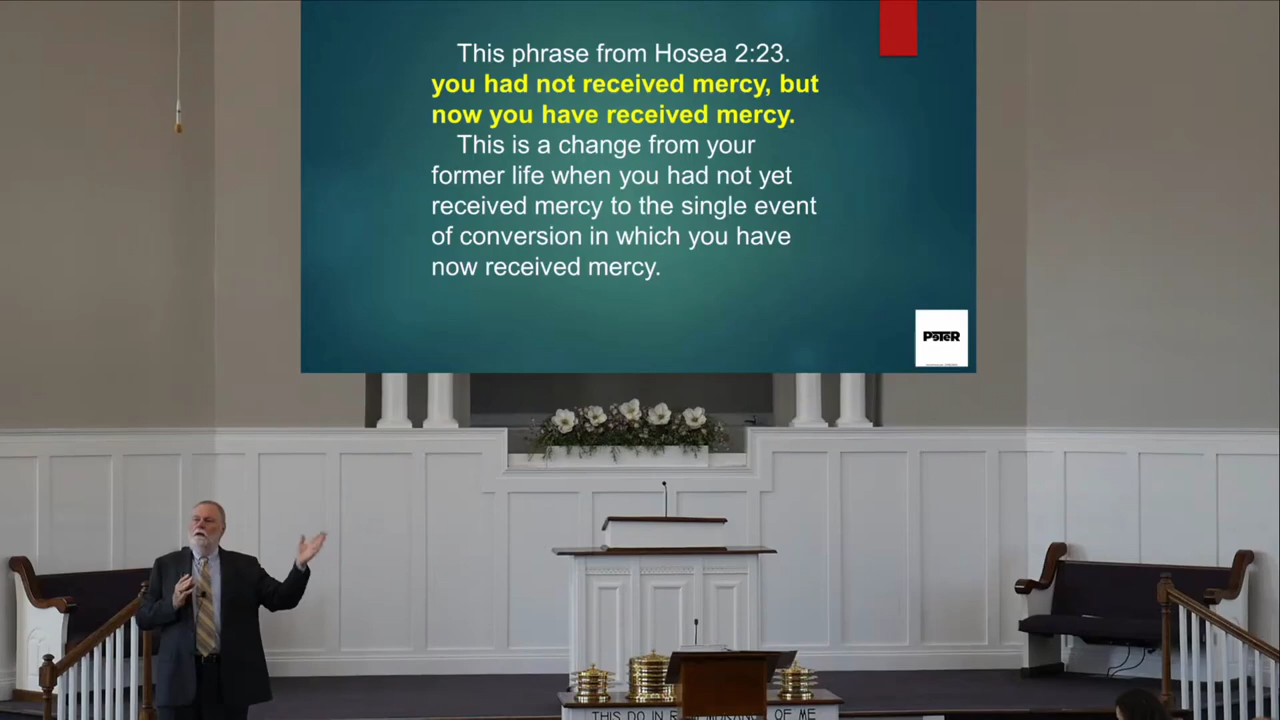 This phrase from Hosea 2:23.
you had not received mercy, but
now you have received mercy.
This is a change from your
former life when you had not yet
received mercy to the single event
of conversion in which you have
now received mercy.
PETER
THIS DO IN OF ME